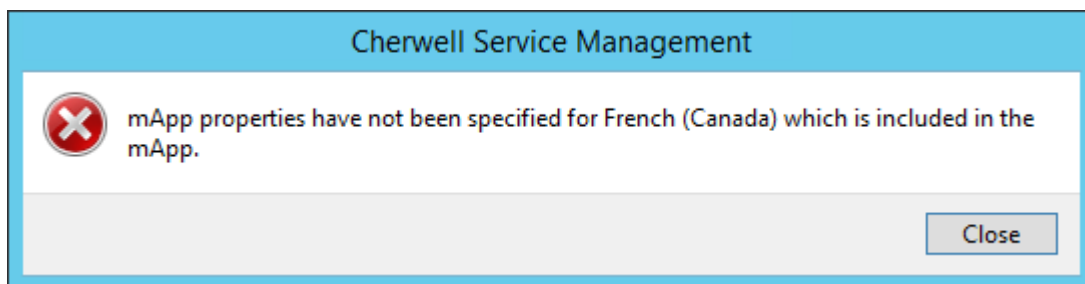 Cherwell Service Management
mApp properties have not been specified for French (Canada) which is included in the
mApp.
Close